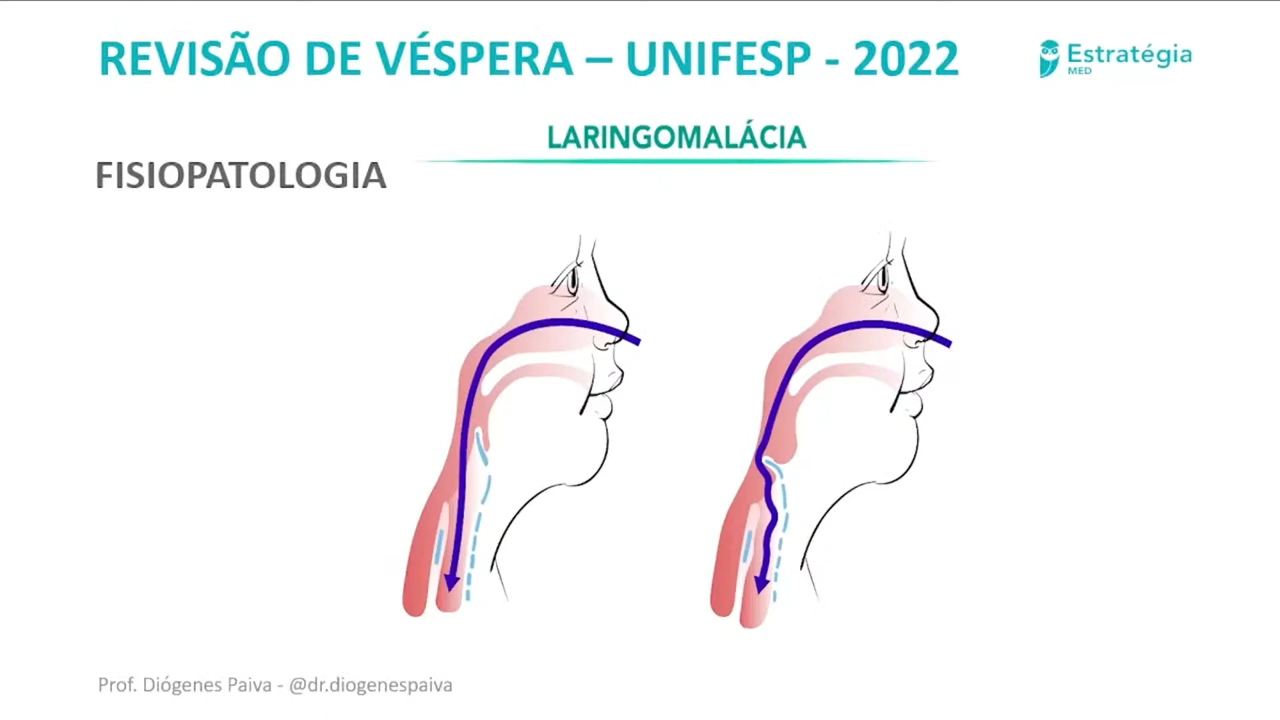 REVISÃO DE VÉSPERA – UNIFESP - 2022
Estratégia
MED
LARINGOMALÁCIA
FISIOPATOLOGIA
Prof. Diógenes Paiva - @dr.diogenespaiva